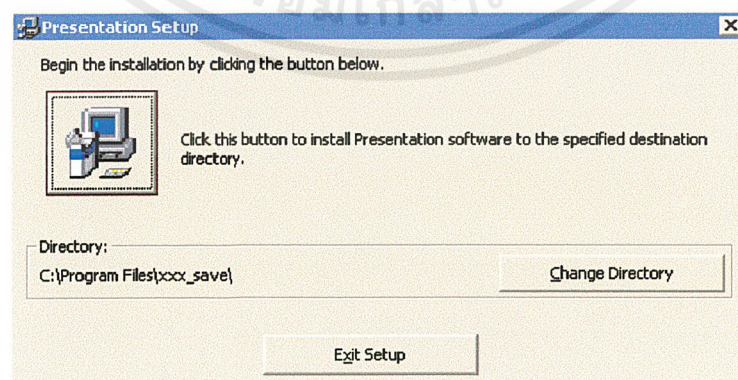 Presentation Setup
Begin the installation by clicking the button below.
Click this button to install Presentation software to the specified destination
directory.
Directory:
C:\Program Files\xxx_save\
Change Directory
Exit Setup